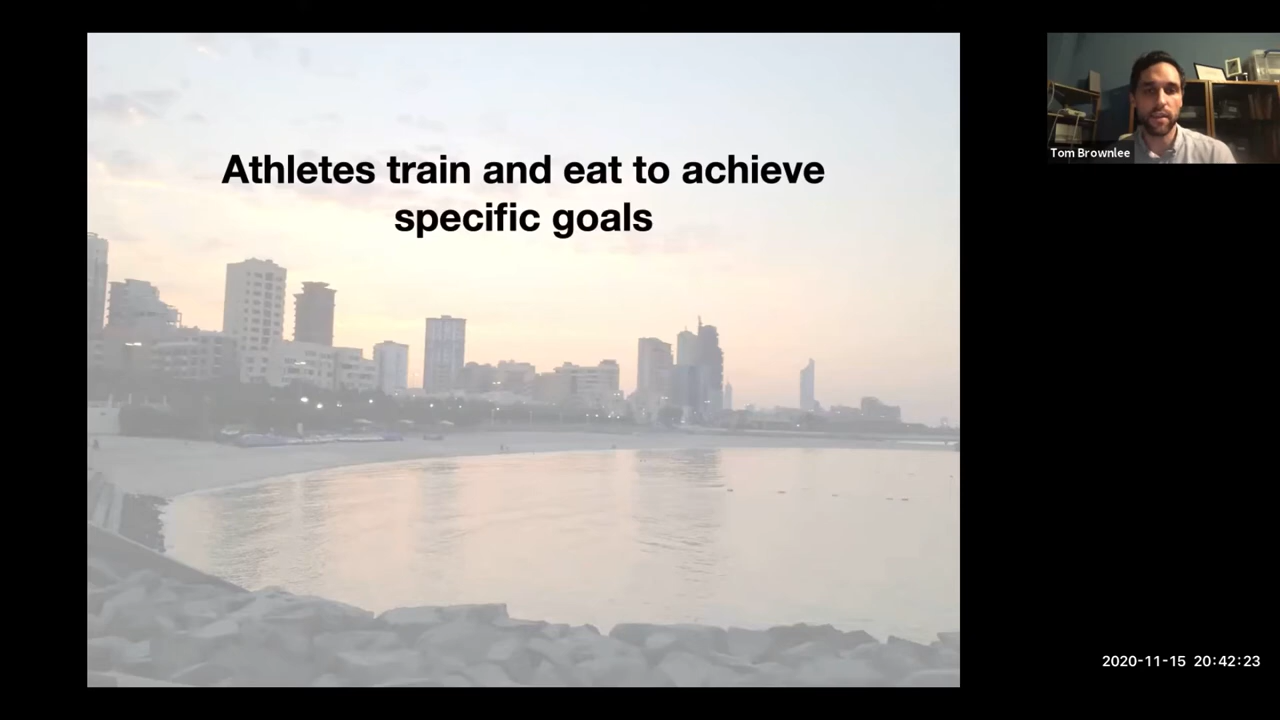 Athletes train and eat to achieve
specific goals
Tom Brownlee
2020-11-15 20:42:23